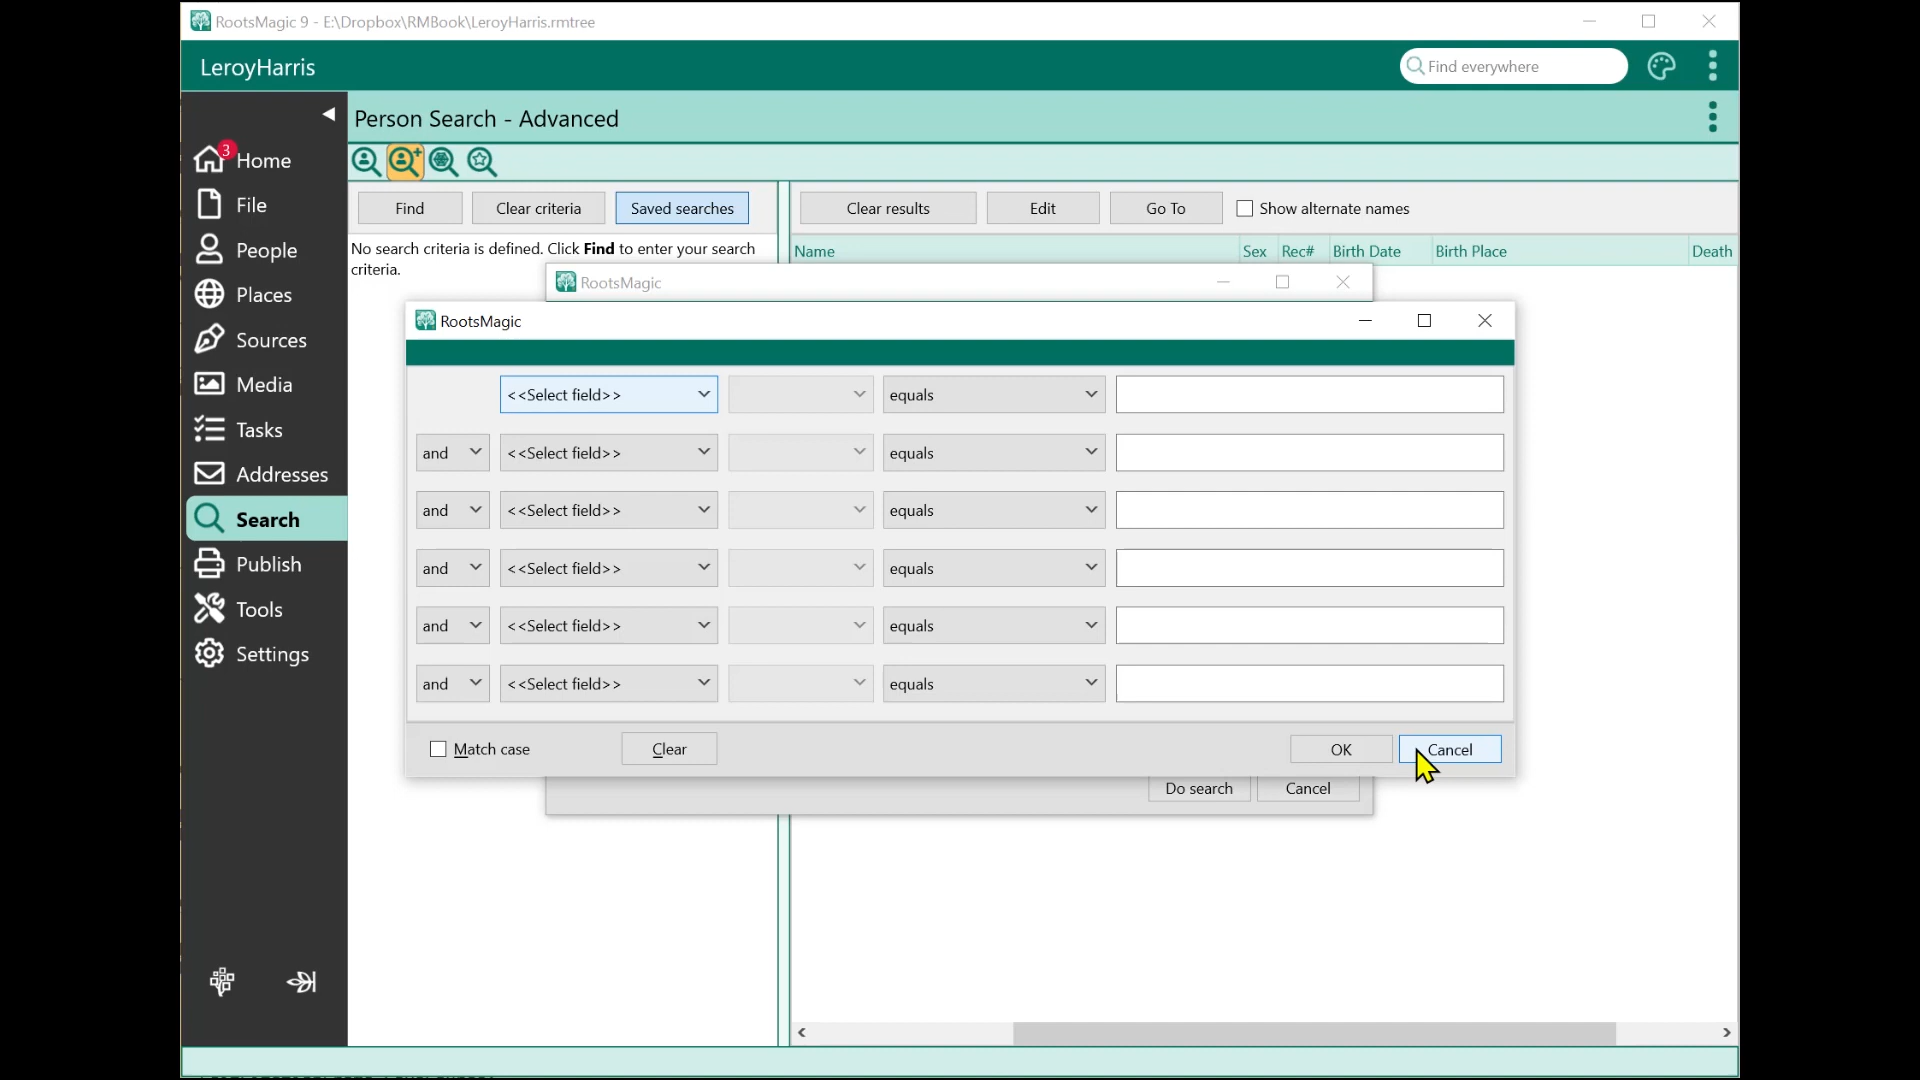 RootsMagic 9 - E:\Dropbox\RMBook\LeroyHarris.rmtree
LeroyHarris
Find everywhere
Person Search - Advanced
3
Home
File
People
Places
Sources
Media
Tasks
Addresses
Search
Publish
Tools
Settings
Find Clear criteria Saved searches
Clear results Edit Go To Show alternate names
No search criteria is defined. Click Find to enter your search
criteria.
Name Sex Rec# Birth Date Birth Place Death
RootsMagic
RootsMagic
<<Select field>> equals
and <<Select field>> equals
and <<Select field>> equals
and <<Select field>> equals
and <<Select field>> equals
and <<Select field>> equals
Match case Clear OK Cancel
Do search Cancel